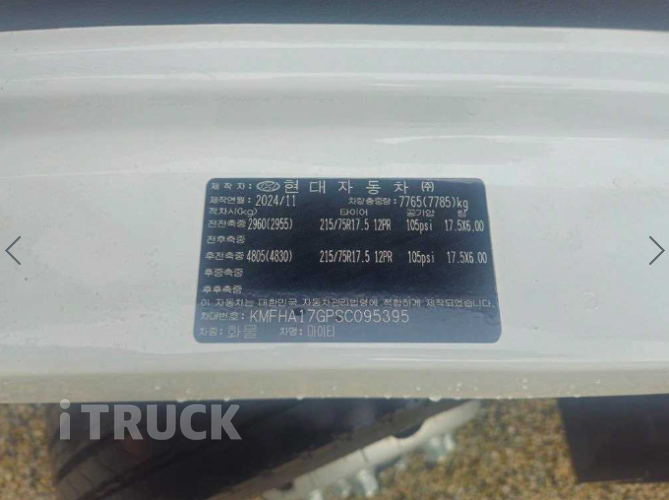 제 작 자 : 현 대 자 동 차 ㈜
제작연월: 2024/11 차량총중량: 7765(7785)kg
적차시(kg) 타이어 공기압 림
전전축중 2960(2955) 215/75R17.5 12PR 105psi 17.5X6.00
전후축중
후전축중 4805(4830) 215/75R17.5 12PR 105psi 17.5X6.00
후중축중
후후축중
이 자동차는 대한민국 자동차관리법령에 적합하게 제작되었음
차대번호: KMFHA17GPSC095395
차종: 화물 차명: 마이티
iTRUCK